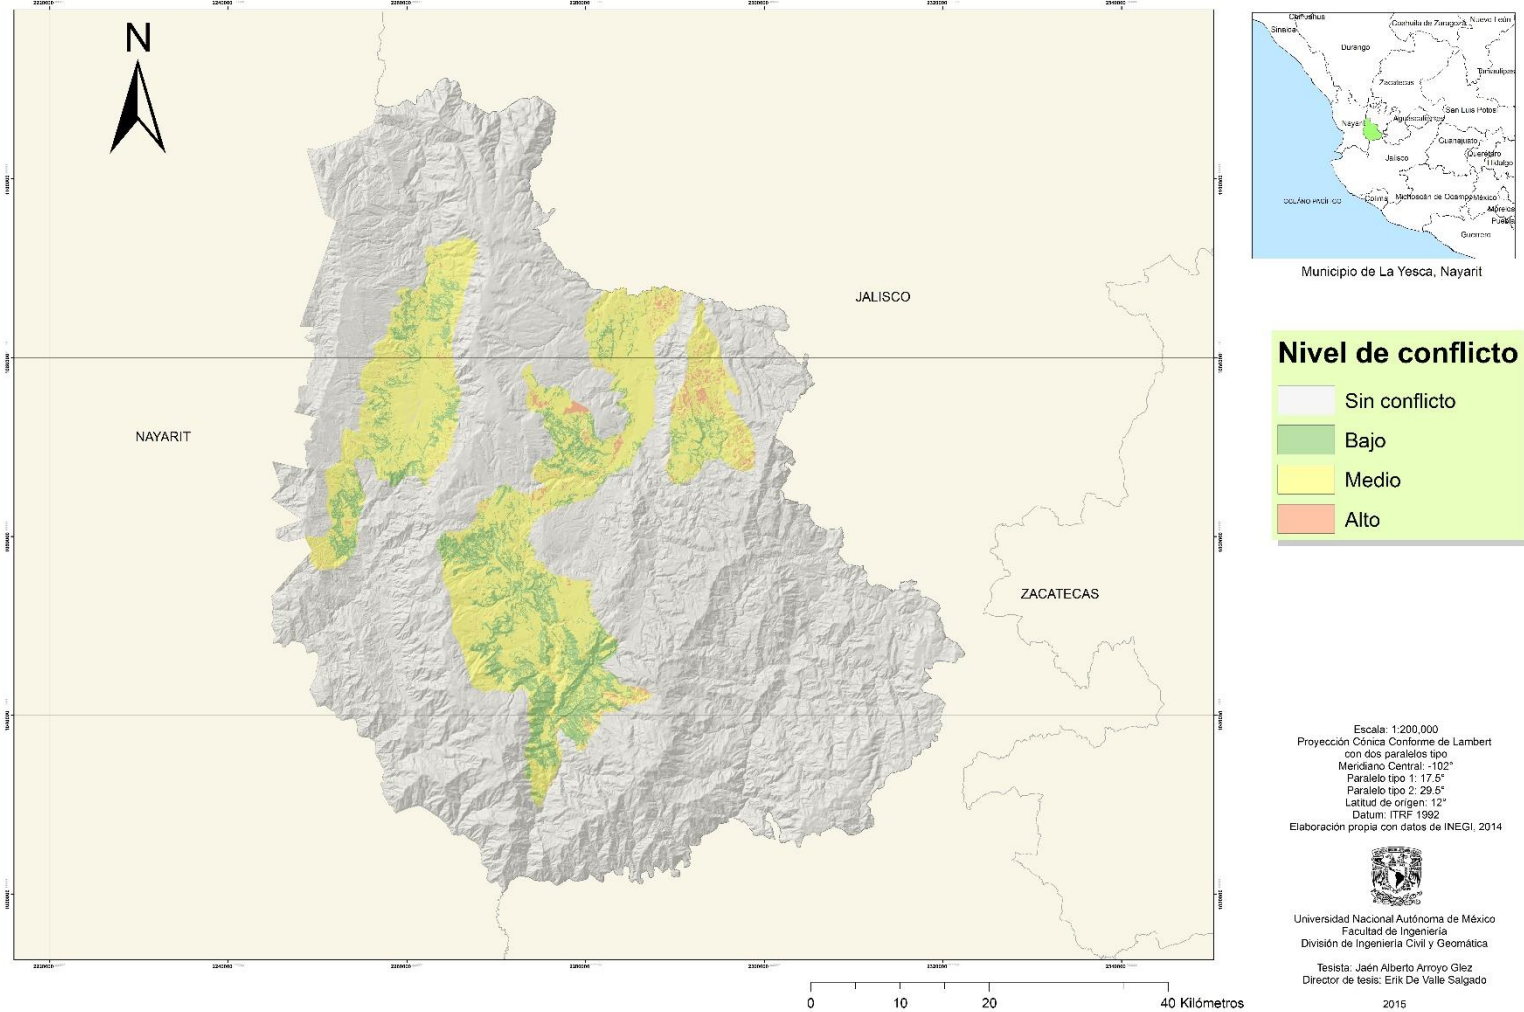 N
NAYARIT
JALISCO
ZACATECAS
0 10 20 40 Kilómetros
Chihuahua
Coahuila de Zaragoza
Nuevo León
Sinaloa
Durango
Tamaulipas
Zacatecas
San Luis Potosí
Nayarit
Aguascalientes
Guanajuato
Querétaro
Hidalgo
Jalisco
OCÉANO PACÍFICO
Colima
Michoacán de Ocampo
México
Morelos
Puebla
Guerrero
Municipio de La Yesca, Nayarit
Nivel de conflicto
Sin conflicto
Bajo
Medio
Alto
Escala: 1:200,000
Proyección Cónica Conforme de Lambert
con dos paralelos tipo
Meridiano Central: -102°
Paralelo tipo 1: 17.5°
Paralelo tipo 2: 29.5°
Latitud de origen: 12°
Datum: ITRF 1992
Elaboración propia con datos de INEGI, 2014
Universidad Nacional Autónoma de México
Facultad de Ingeniería
División de Ingeniería Civil y Geomática
Tesista: Jaén Alberto Arroyo Glez
Director de tesis: Erik De Valle Salgado
2015